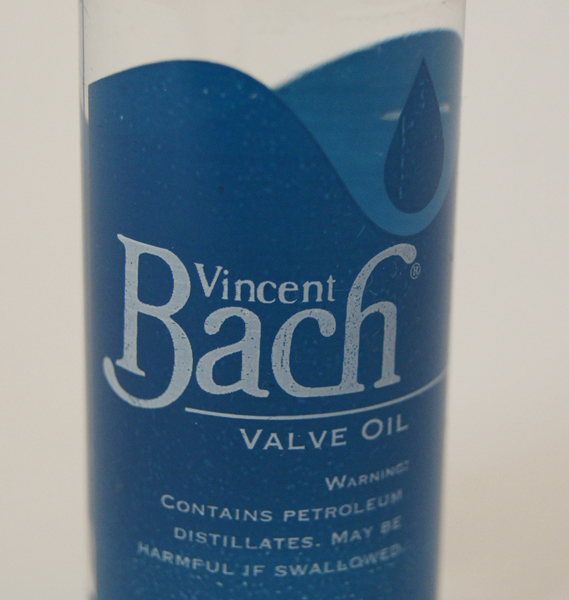 Vincent
Bach®
VALVE OIL
WARNING:
CONTAINS PETROLEUM
DISTILLATES. MAY BE
HARMFUL IF SWALLOWED.